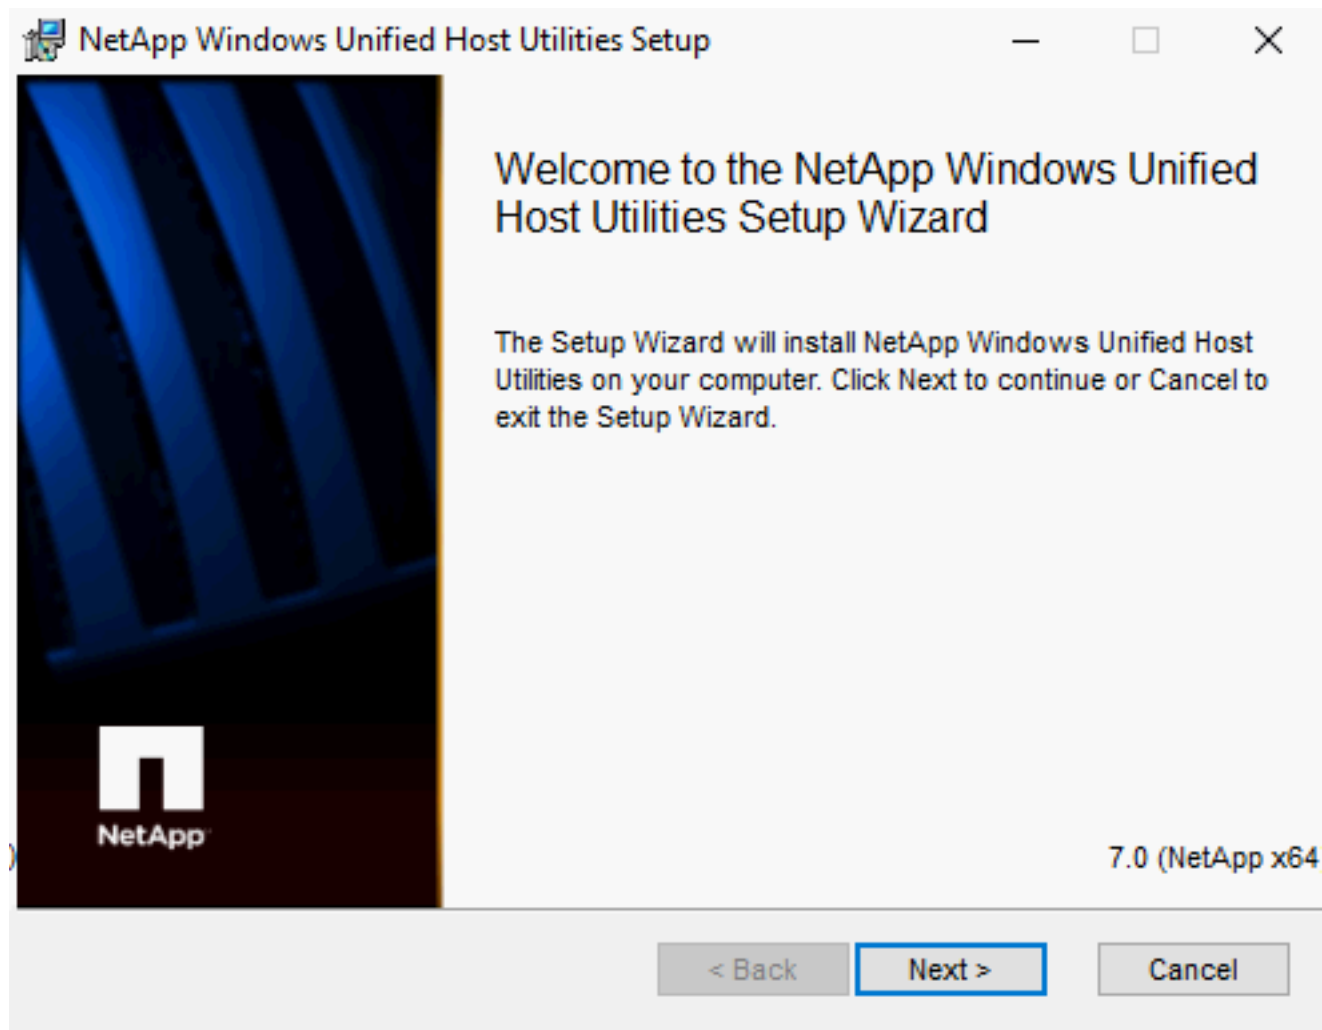 NetApp Windows Unified Host Utilities Setup
Welcome to the NetApp Windows Unified
Host Utilities Setup Wizard
The Setup Wizard will install NetApp Windows Unified Host
Utilities on your computer. Click Next to continue or Cancel to
exit the Setup Wizard.
NetApp
)
7.0 (NetApp x64
< Back
Next >
Cancel